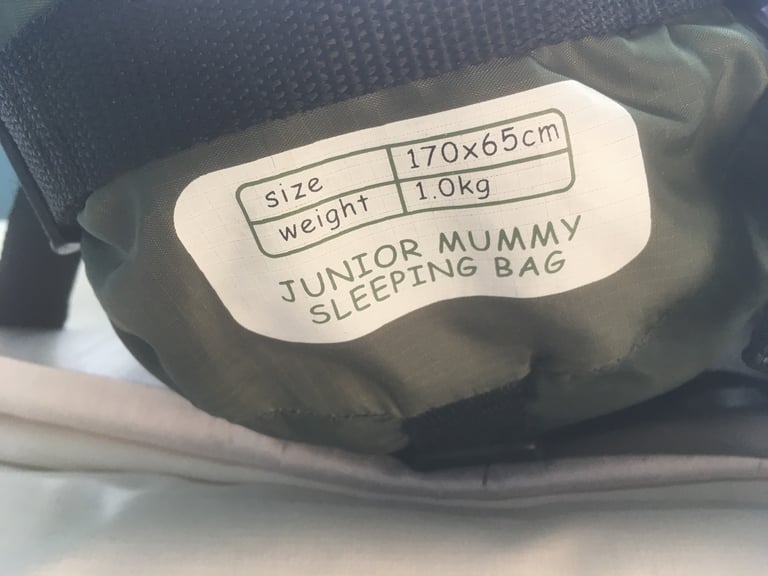 size 170x65cm
weight 1.0kg
JUNIOR MUMMY
SLEEPING BAG